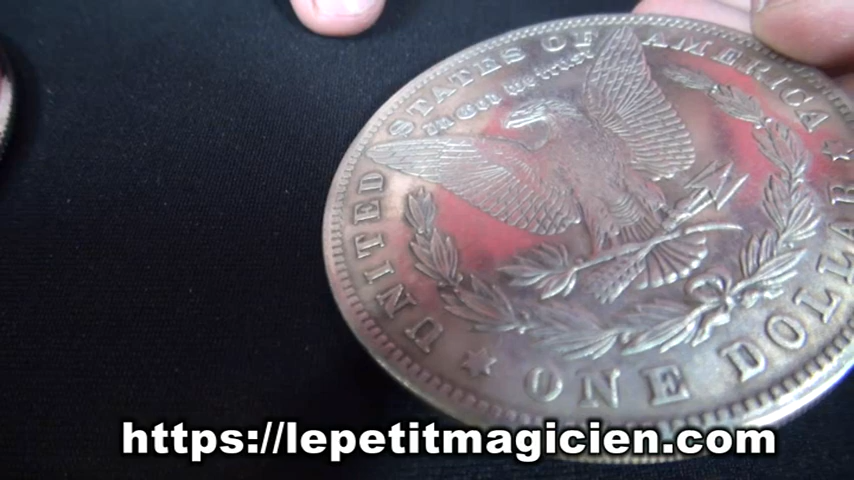 UNITED STATES OF AMERICA
In God we trust
ONE DOLLAR
https://lepetitmagicien.com